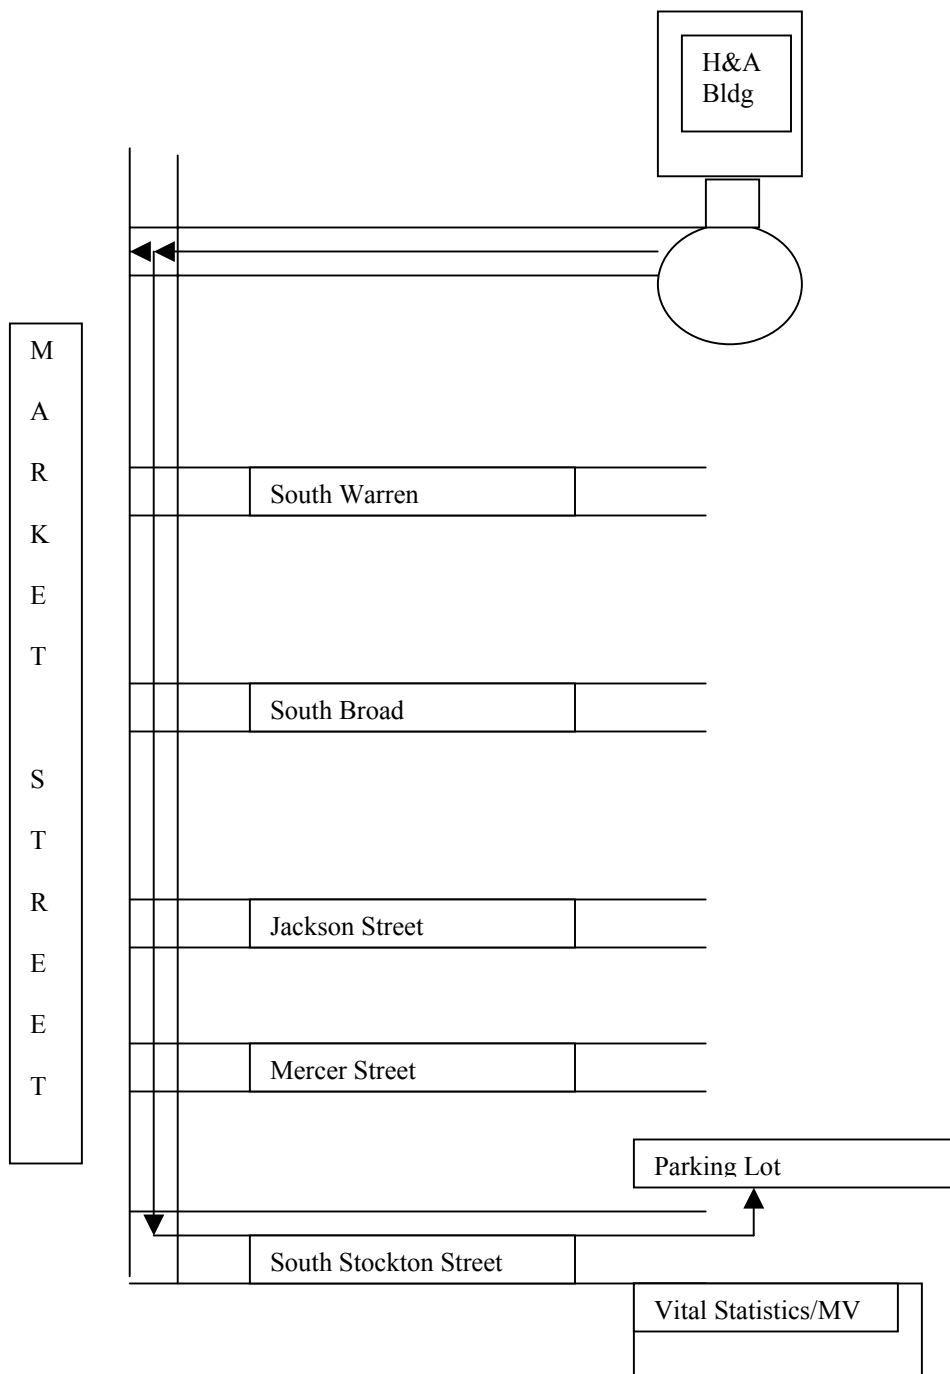 H&A
Bldg
M
A
R
K
E
T
S
T
R
E
E
T
South Warren
South Broad
Jackson Street
Mercer Street
Parking Lot
South Stockton Street
Vital Statistics/MV